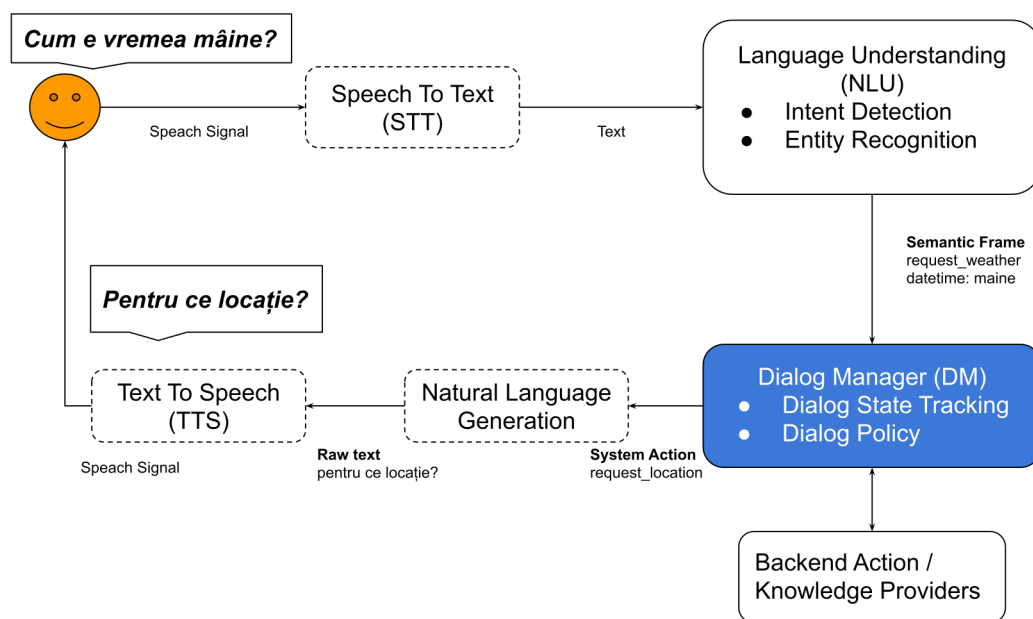 Cum e vremea mâine?
Speech To Text
(STT)
Speach Signal
Text
Language Understanding
(NLU)
● Intent Detection
● Entity Recognition
Semantic Frame
request_weather
datetime: maine
Pentru ce locație?
Text To Speech
(TTS)
Speach Signal
Natural Language
Generation
Raw text
pentru ce locație?
System Action
request_location
Dialog Manager (DM)
● Dialog State Tracking
● Dialog Policy
Backend Action /
Knowledge Providers